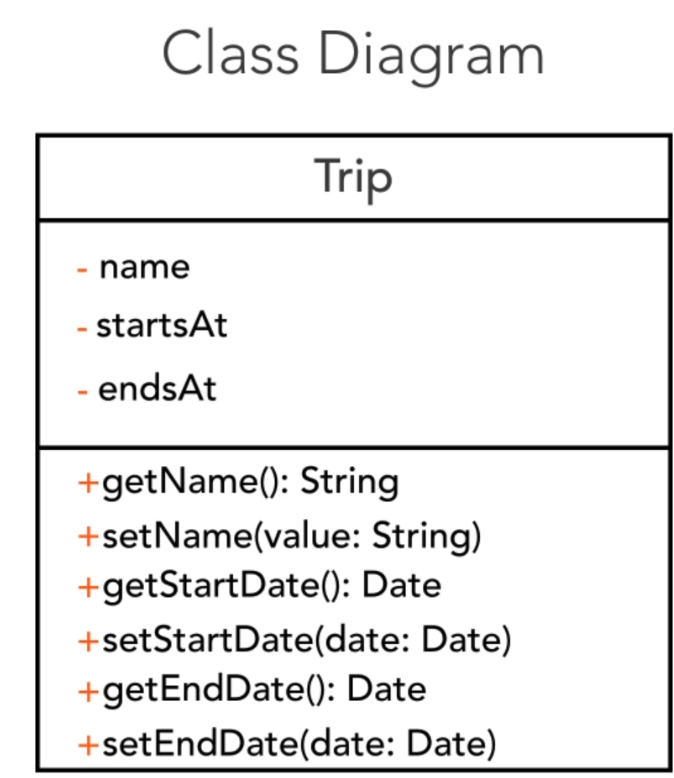 Class Diagram
Trip
- name
- startsAt
- endsAt
+getName(): String
+setName(value: String)
+getStartDate(): Date
+setStartDate(date: Date)
+getEndDate(): Date
+setEndDate(date: Date)